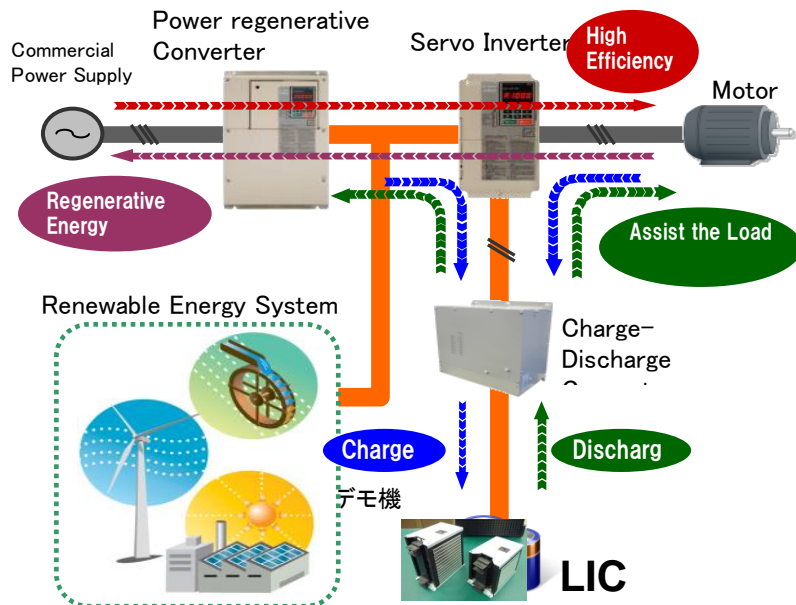 Power regenerative
Converter
Servo Inverter
High
Efficiency
Commercial
Power Supply
Motor
Regenerative
Energy
Assist the Load
Renewable Energy System
Charge-
Discharge
Charge
Discharg
デモ機
LIC